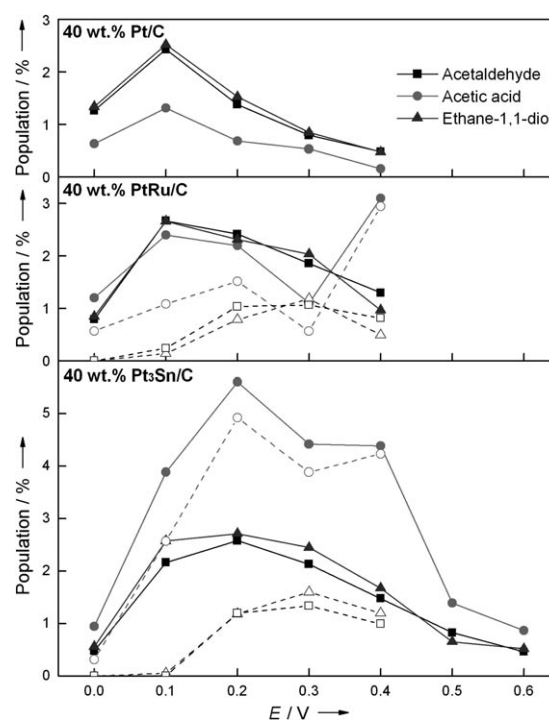 40 wt.% Pt/C
Population / %
3
2
1
0
Acetaldehyde
Acetic acid
Ethane-1,1-dio
40 wt.% PtRu/C
Population / %
3
2
1
0
40 wt.% Pt₃Sn/C
Population / %
5
4
3
2
1
0
0.0 0.1 0.2 0.3 0.4 0.5 0.6
E / V